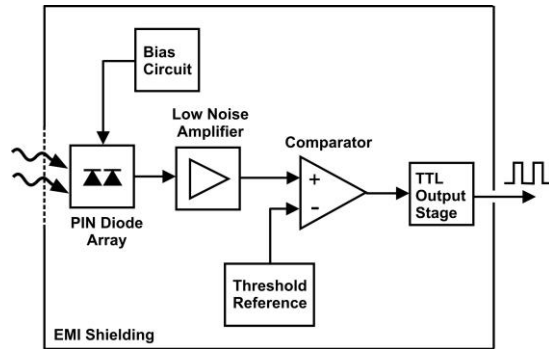 Bias
Circuit
Low Noise
Amplifier
Comparator
+
-
TTL
Output
Stage
PIN Diode
Array
Threshold
Reference
EMI Shielding